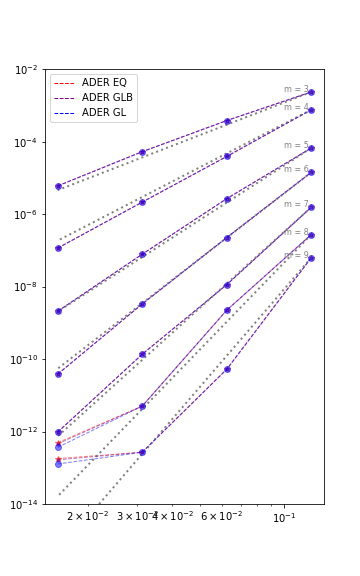 10⁻²
10⁻⁴
10⁻⁶
10⁻⁸
10⁻¹⁰
10⁻¹²
10⁻¹⁴
ADER EQ
ADER GLB
ADER GL
m = 3
m = 4
m = 5
m = 6
m = 7
m = 8
m = 9
2 × 10⁻² 3 × 10⁻² 4 × 10⁻² 6 × 10⁻² 10⁻¹